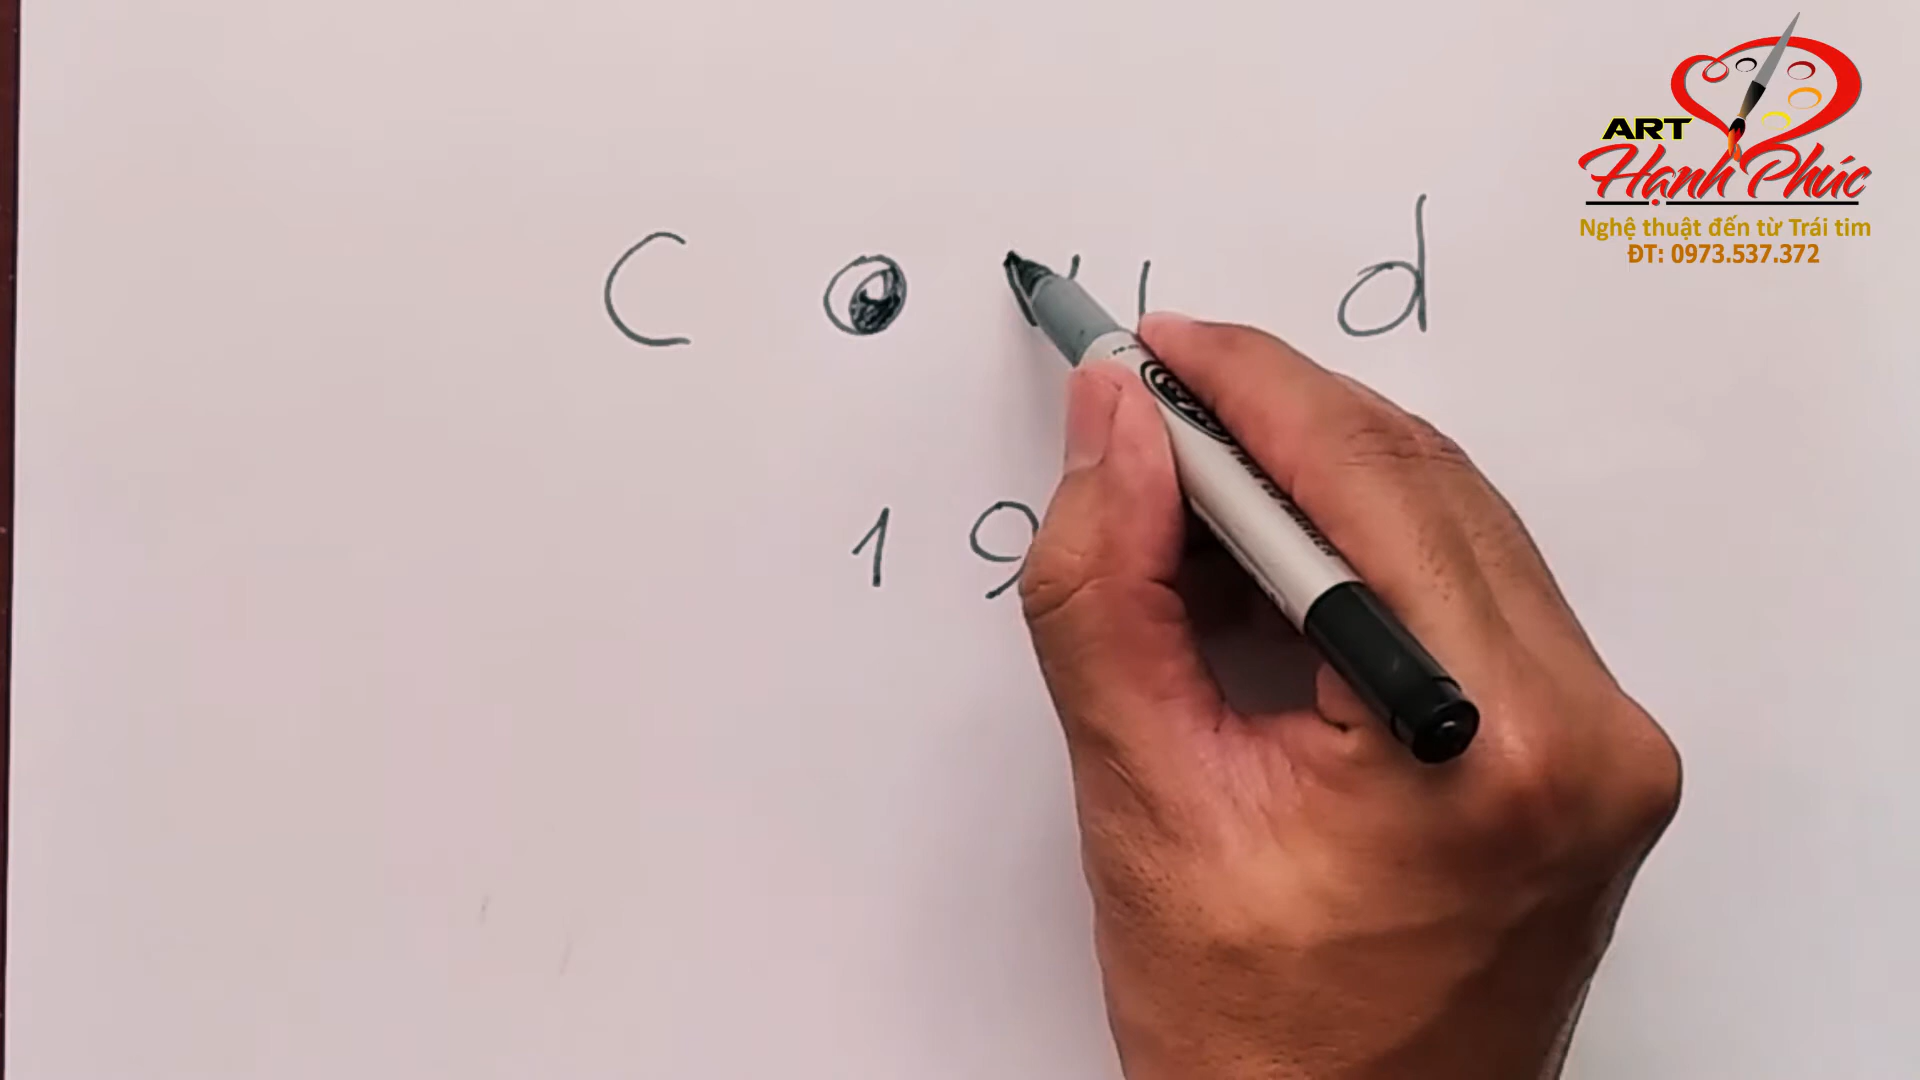 ART
Hạnh Phúc
Nghệ thuật đến từ Trái tim
ĐT: 0973.537.372
C o v i d
1 9